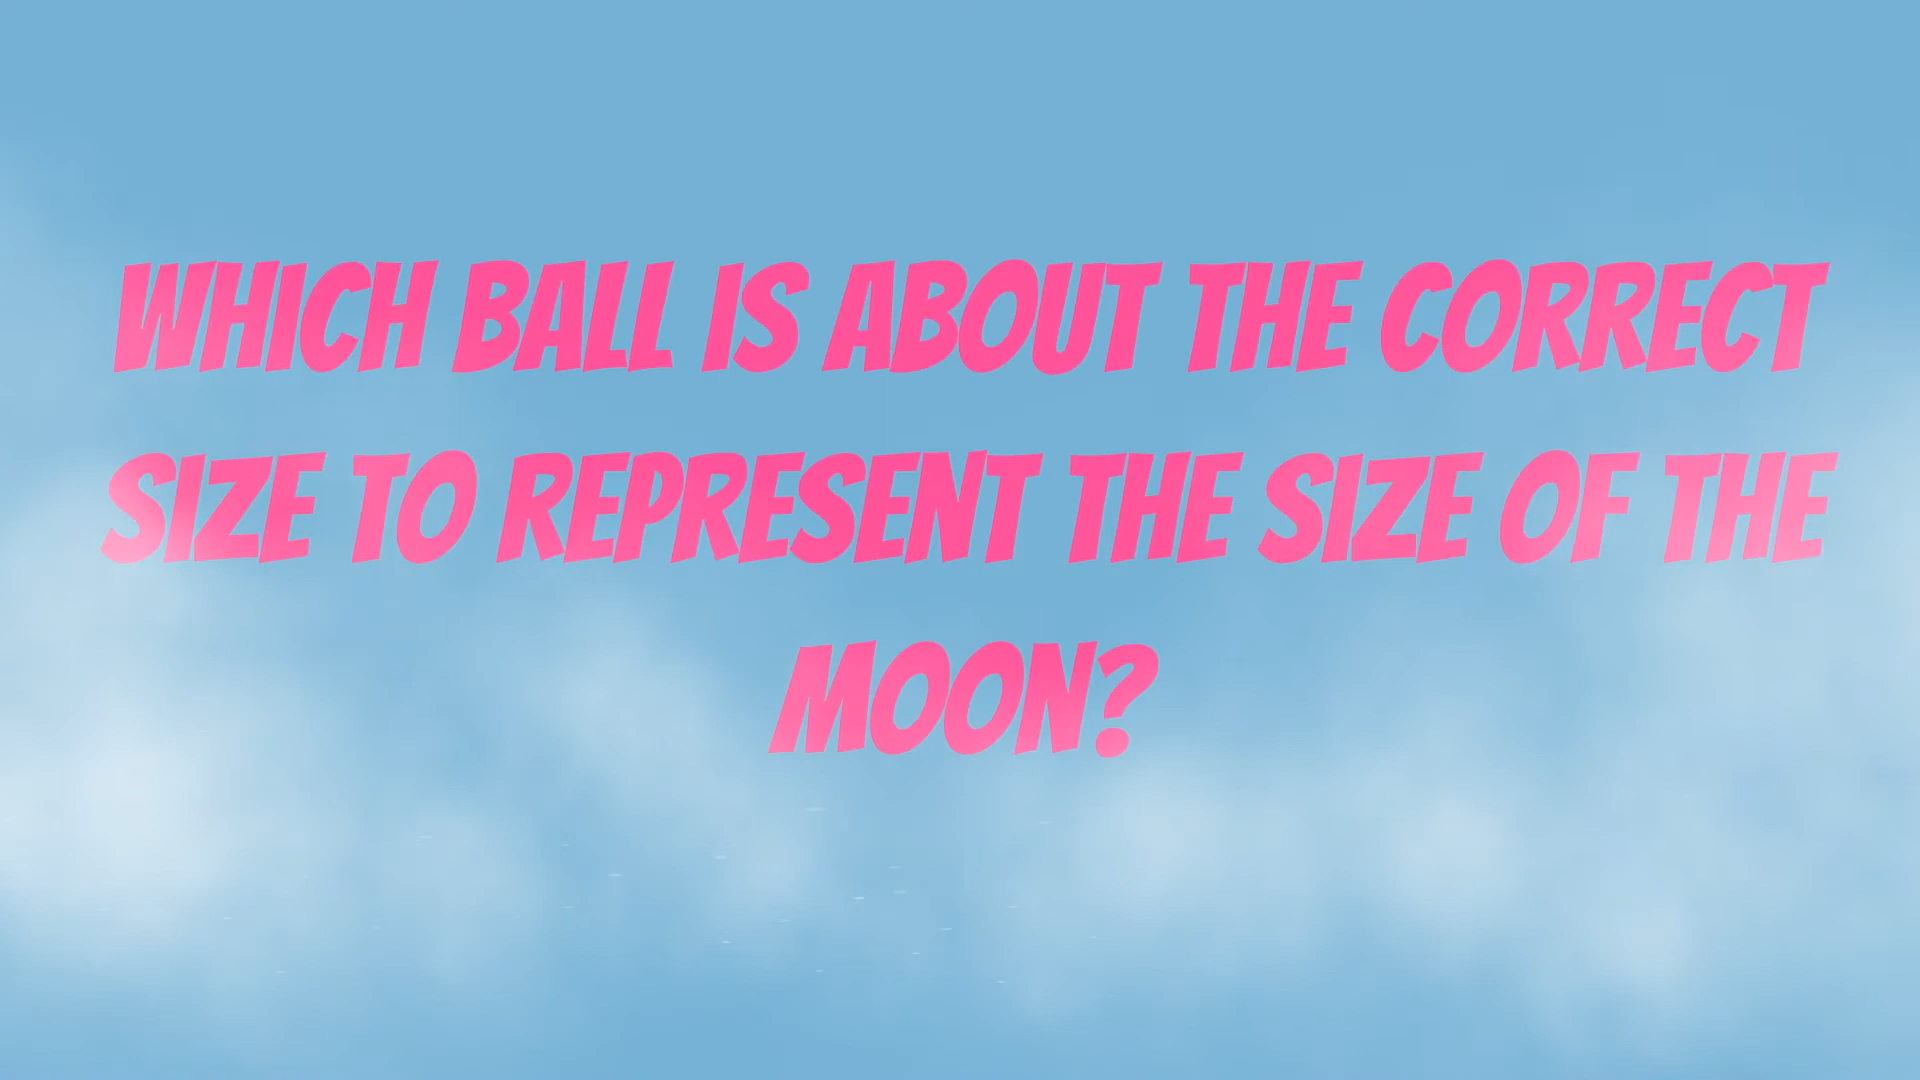 WHICH BALL IS ABOUT THE CORRECT
SIZE TO REPRESENT THE SIZE OF THE
MOON?